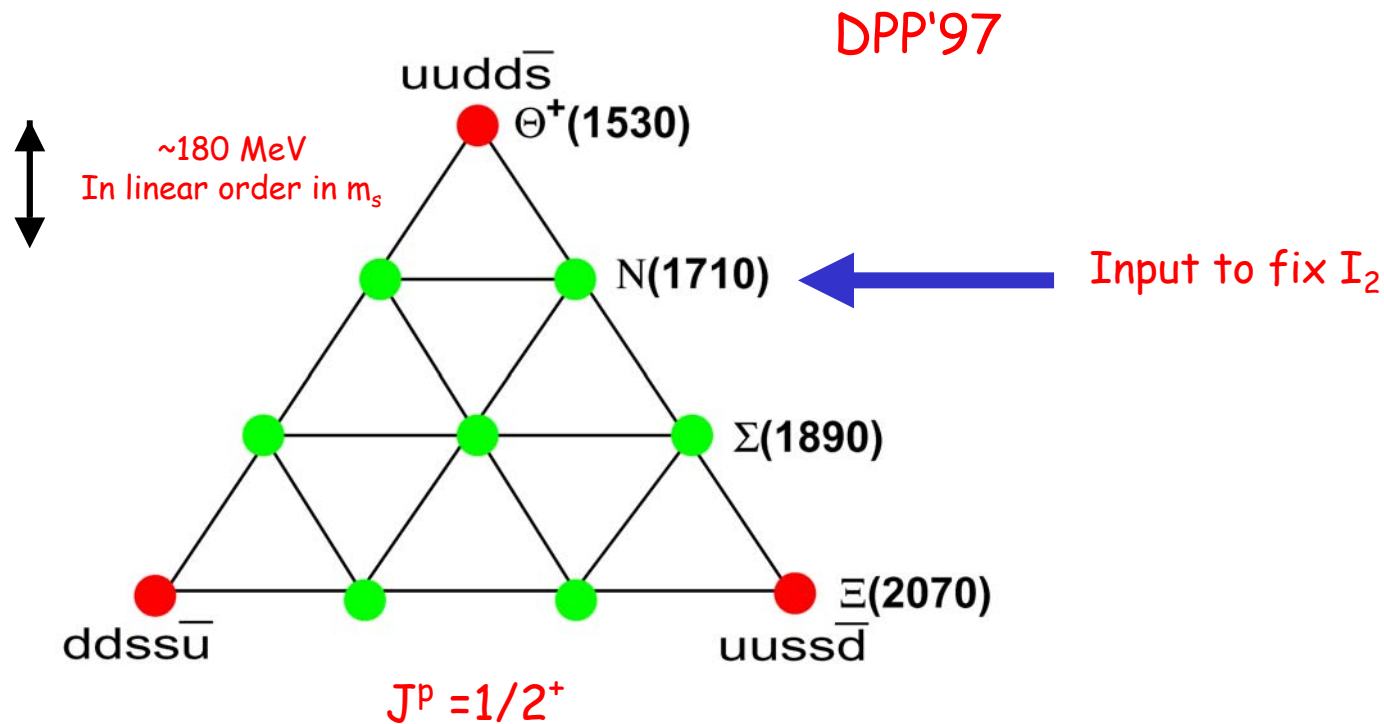 DPP'97
uudds̅
Θ⁺(1530)
~180 MeV
In linear order in mₛ
N(1710)
Input to fix I₂
Σ(1890)
Ξ(2070)
ddssu̅
uussd̅
Jᵖ =1/2⁺